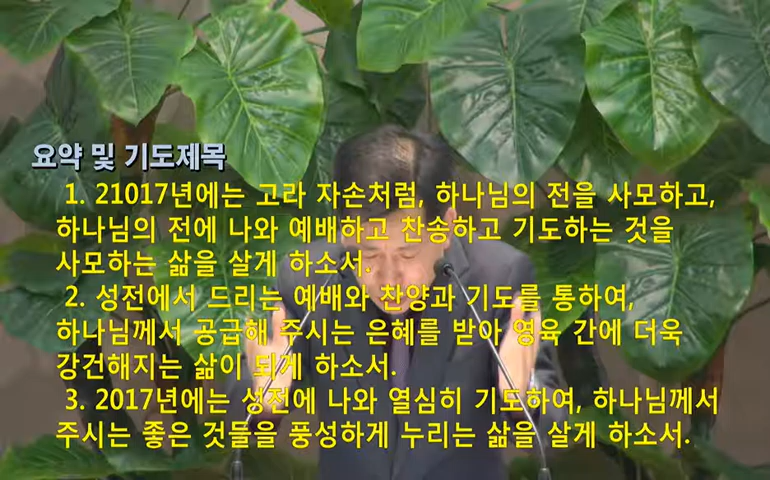 요약 및 기도제목
1. 21017년에는 고라 자손처럼, 하나님의 전을 사모하고,
하나님의 전에 나와 예배하고 찬송하고 기도하는 것을
사모하는 삶을 살게 하소서.
2. 성전에서 드리는 예배와 찬양과 기도를 통하여,
하나님께서 공급해 주시는 은혜를 받아 영육 간에 더욱
강건해지는 삶이 되게 하소서.
3. 2017년에는 성전에 나와 열심히 기도하여, 하나님께서
주시는 좋은 것들을 풍성하게 누리는 삶을 살게 하소서.